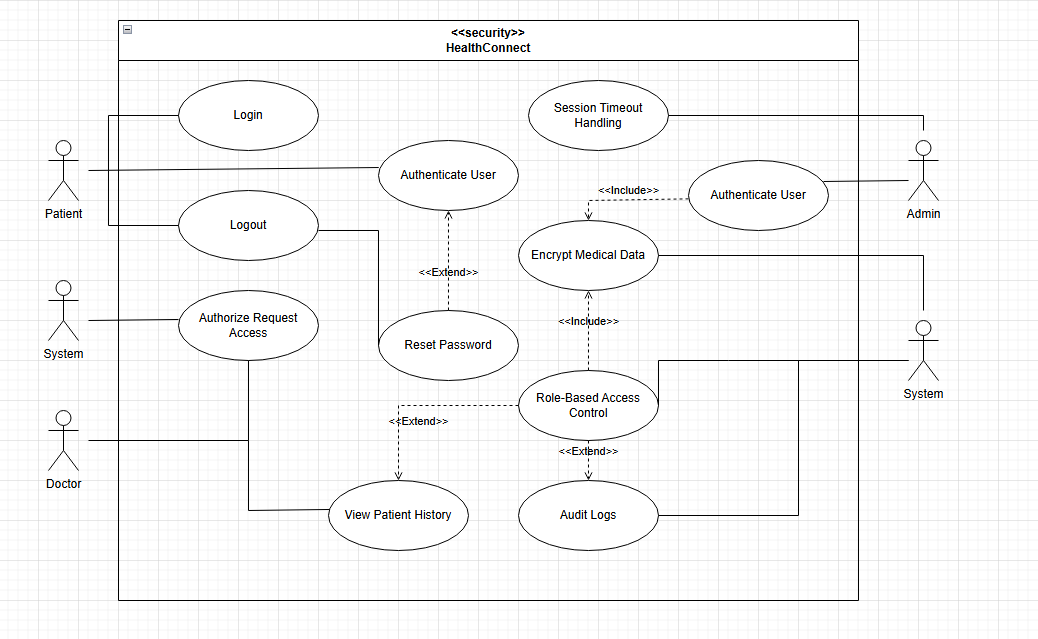 <<security>>
HealthConnect
Login
Session Timeout
Handling
Authenticate User
<<Include>>
Authenticate User
Patient
Admin
Logout
Encrypt Medical Data
<<Extend>>
Authorize Request
Access
<<Include>>
System
Reset Password
System
Role-Based Access
Control
<<Extend>>
<<Extend>>
Doctor
View Patient History
Audit Logs